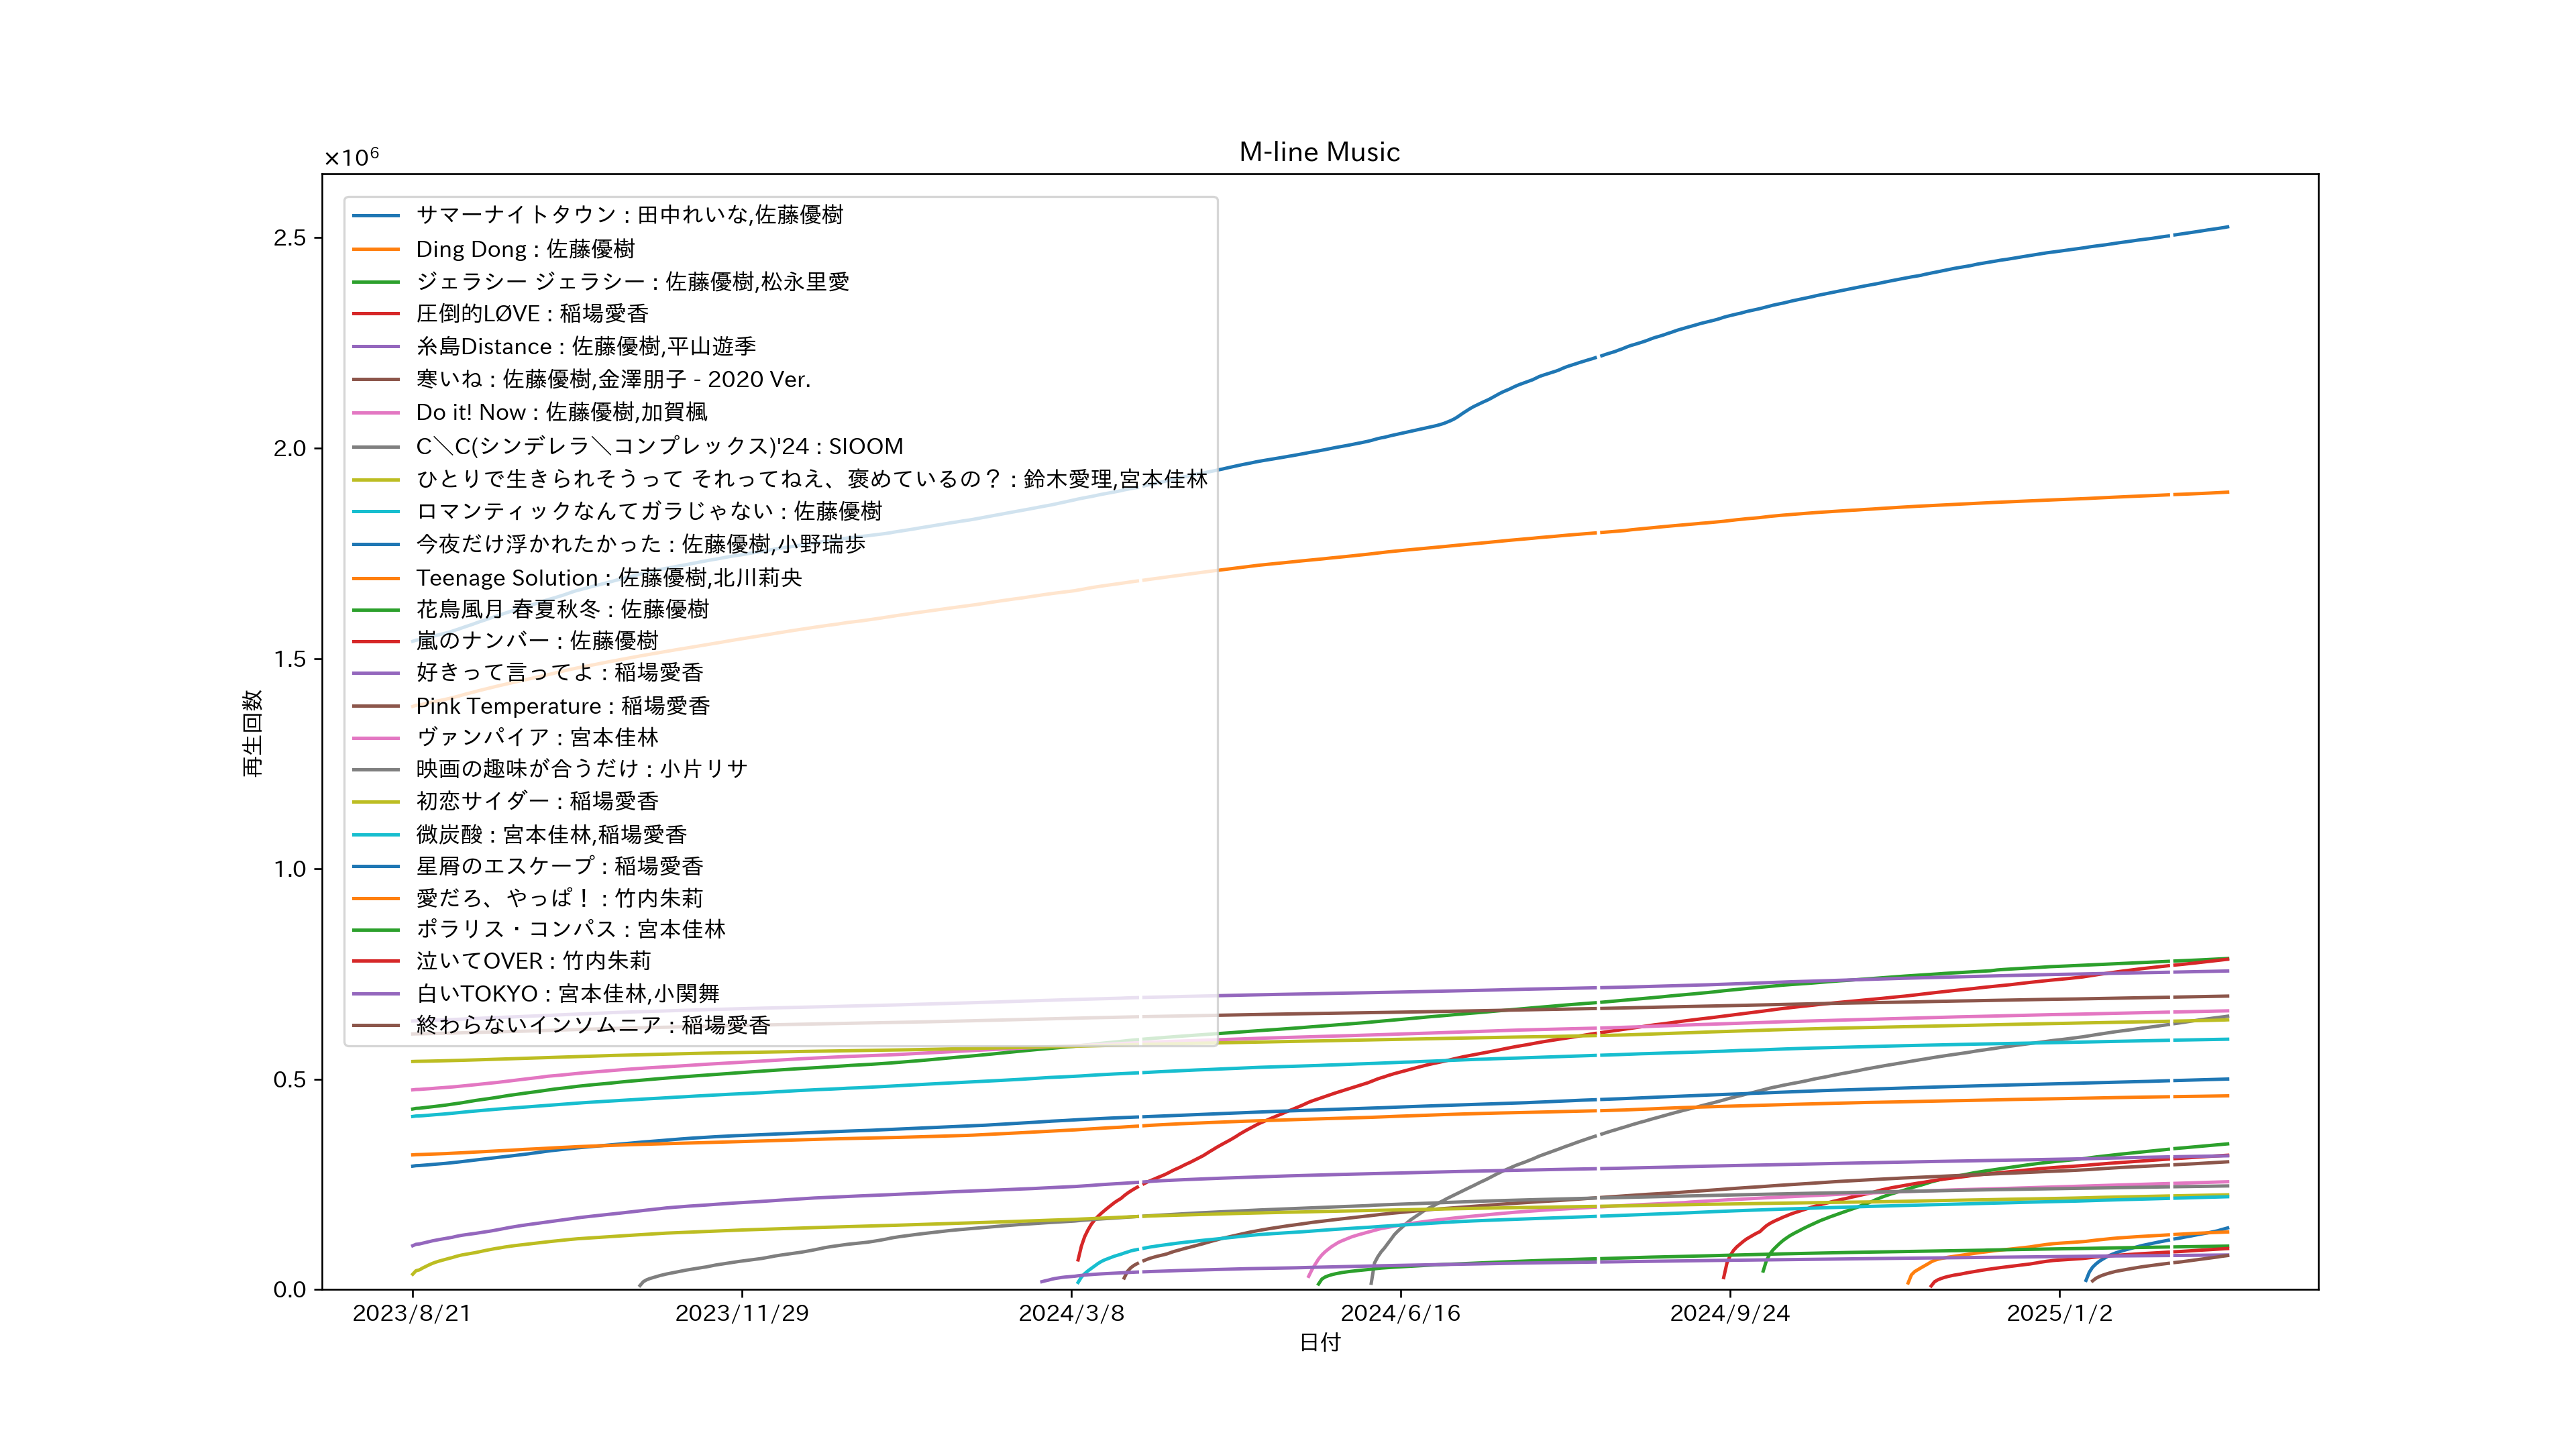 M-line Music
×10⁶
サマーナイトタウン : 田中れいな,佐藤優樹
Ding Dong : 佐藤優樹
ジェラシー ジェラシー : 佐藤優樹,松永里愛
圧倒的LØVE : 稲場愛香
糸島Distance : 佐藤優樹,平山遊季
寒いね : 佐藤優樹,金澤朋子 - 2020 Ver.
Do it! Now : 佐藤優樹,加賀楓
C＼C(シンデレラ＼コンプレックス)'24 : SIOOM
ひとりで生きられそうって それってねえ、褒めているの？ : 鈴木愛理,宮本佳林
ロマンティックなんてガラじゃない : 佐藤優樹
今夜だけ浮かれたかった : 佐藤優樹,小野瑞歩
Teenage Solution : 佐藤優樹,北川莉央
花鳥風月 春夏秋冬 : 佐藤優樹
嵐のナンバー : 佐藤優樹
好きって言ってよ : 稲場愛香
Pink Temperature : 稲場愛香
ヴァンパイア : 宮本佳林
映画の趣味が合うだけ : 小片リサ
初恋サイダー : 稲場愛香
微炭酸 : 宮本佳林,稲場愛香
星屑のエスケープ : 稲場愛香
愛だろ、やっぱ！ : 竹内朱莉
ポラリス・コンパス : 宮本佳林
泣いてOVER : 竹内朱莉
白いTOKYO : 宮本佳林,小関舞
終わらないインソムニア : 稲場愛香
2.5
2.0
1.5
1.0
0.5
0.0
再生回数
2023/8/21
2023/11/29
2024/3/8
2024/6/16
2024/9/24
2025/1/2
日付